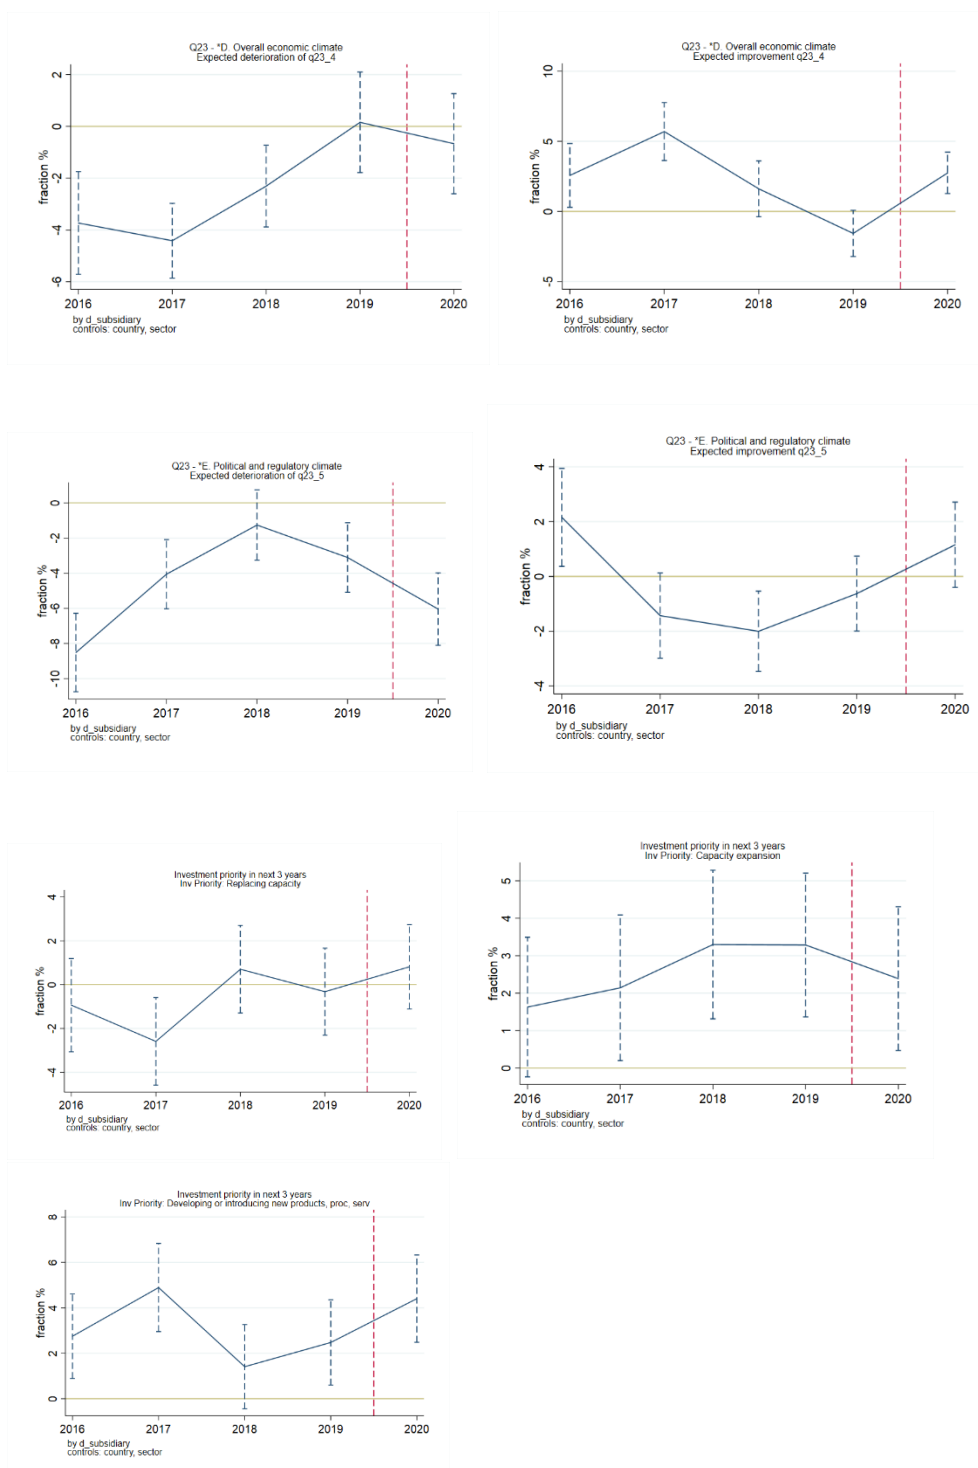 Q23 - *D. Overall economic climate
Expected deterioration of q23_4
fraction %
2
0
-2
-4
-6
2016 2017 2018 2019 2020
by d_subsidiary
controls: country, sector
Q23 - *D. Overall economic climate
Expected improvement q23_4
fraction %
10
5
0
-5
2016 2017 2018 2019 2020
by d_subsidiary
controls: country, sector
Q23 - *E. Political and regulatory climate
Expected deterioration of q23_5
fraction %
0
-2
-4
-6
-8
-10
2016 2017 2018 2019 2020
by d_subsidiary
controls: country, sector
Q23 - *E. Political and regulatory climate
Expected improvement q23_5
fraction %
4
2
0
-2
-4
2016 2017 2018 2019 2020
by d_subsidiary
controls: country, sector
Investment priority in next 3 years
Inv Priority: Replacing capacity
fraction %
4
2
0
-2
-4
2016 2017 2018 2019 2020
by d_subsidiary
controls: country, sector
Investment priority in next 3 years
Inv Priority: Capacity expansion
fraction %
5
4
3
2
1
0
2016 2017 2018 2019 2020
by d_subsidiary
controls: country, sector
Investment priority in next 3 years
Inv Priority: Developing or introducing new products, proc, serv
fraction %
8
6
4
2
0
2016 2017 2018 2019 2020
by d_subsidiary
controls: country, sector